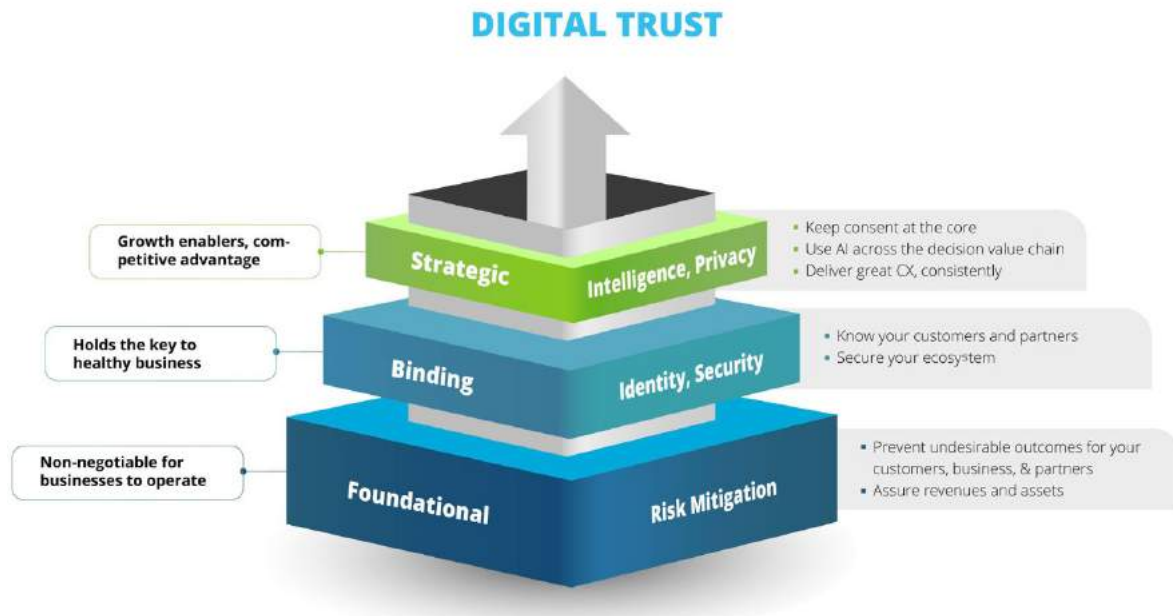 DIGITAL TRUST
Growth enablers, com-
petitive advantage
Strategic
Intelligence, Privacy
• Keep consent at the core
• Use AI across the decision value chain
• Deliver great CX, consistently
Holds the key to
healthy business
Binding
Identity, Security
• Know your customers and partners
• Secure your ecosystem
Non-negotiable for
businesses to operate
Foundational
Risk Mitigation
• Prevent undesirable outcomes for your
customers, business, & partners
• Assure revenues and assets